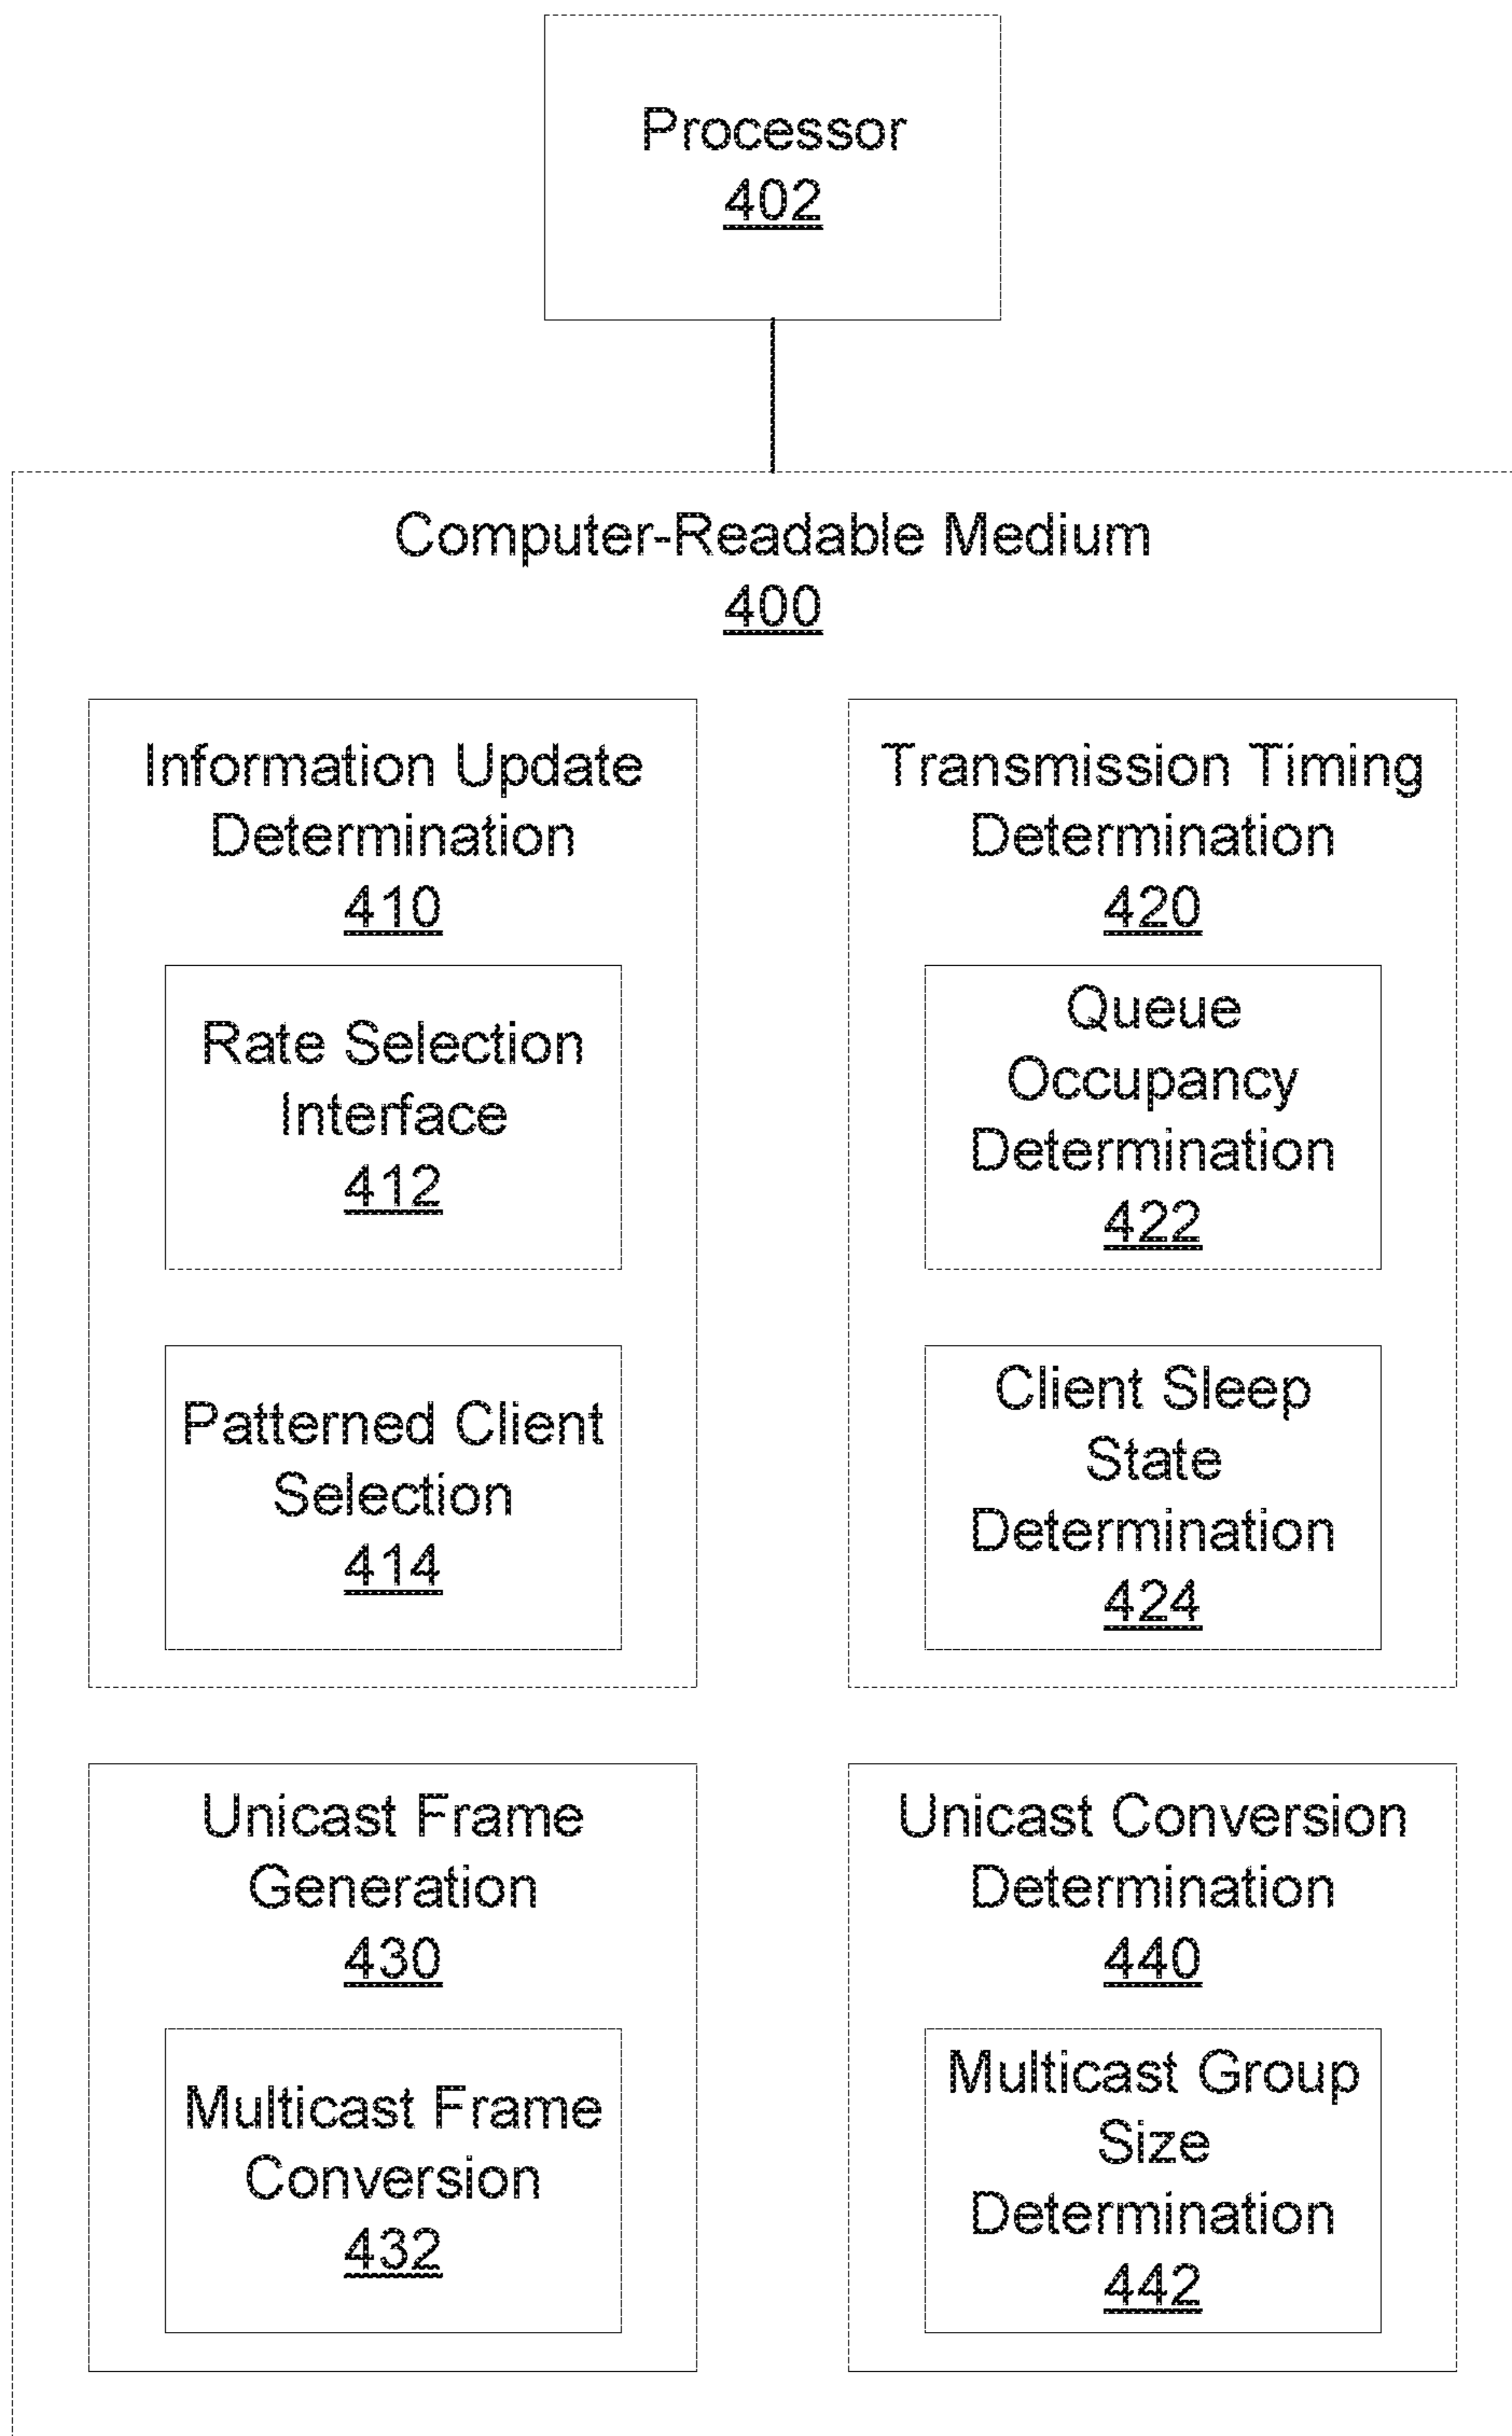 Processor
402
Computer-Readable Medium
400
Information Update
Determination
410
Rate Selection
Interface
412
Patterned Client
Selection
414
Transmission Timing
Determination
420
Queue
Occupancy
Determination
422
Client Sleep
State
Determination
424
Unicast Frame
Generation
430
Multicast Frame
Conversion
432
Unicast Conversion
Determination
440
Multicast Group
Size
Determination
442